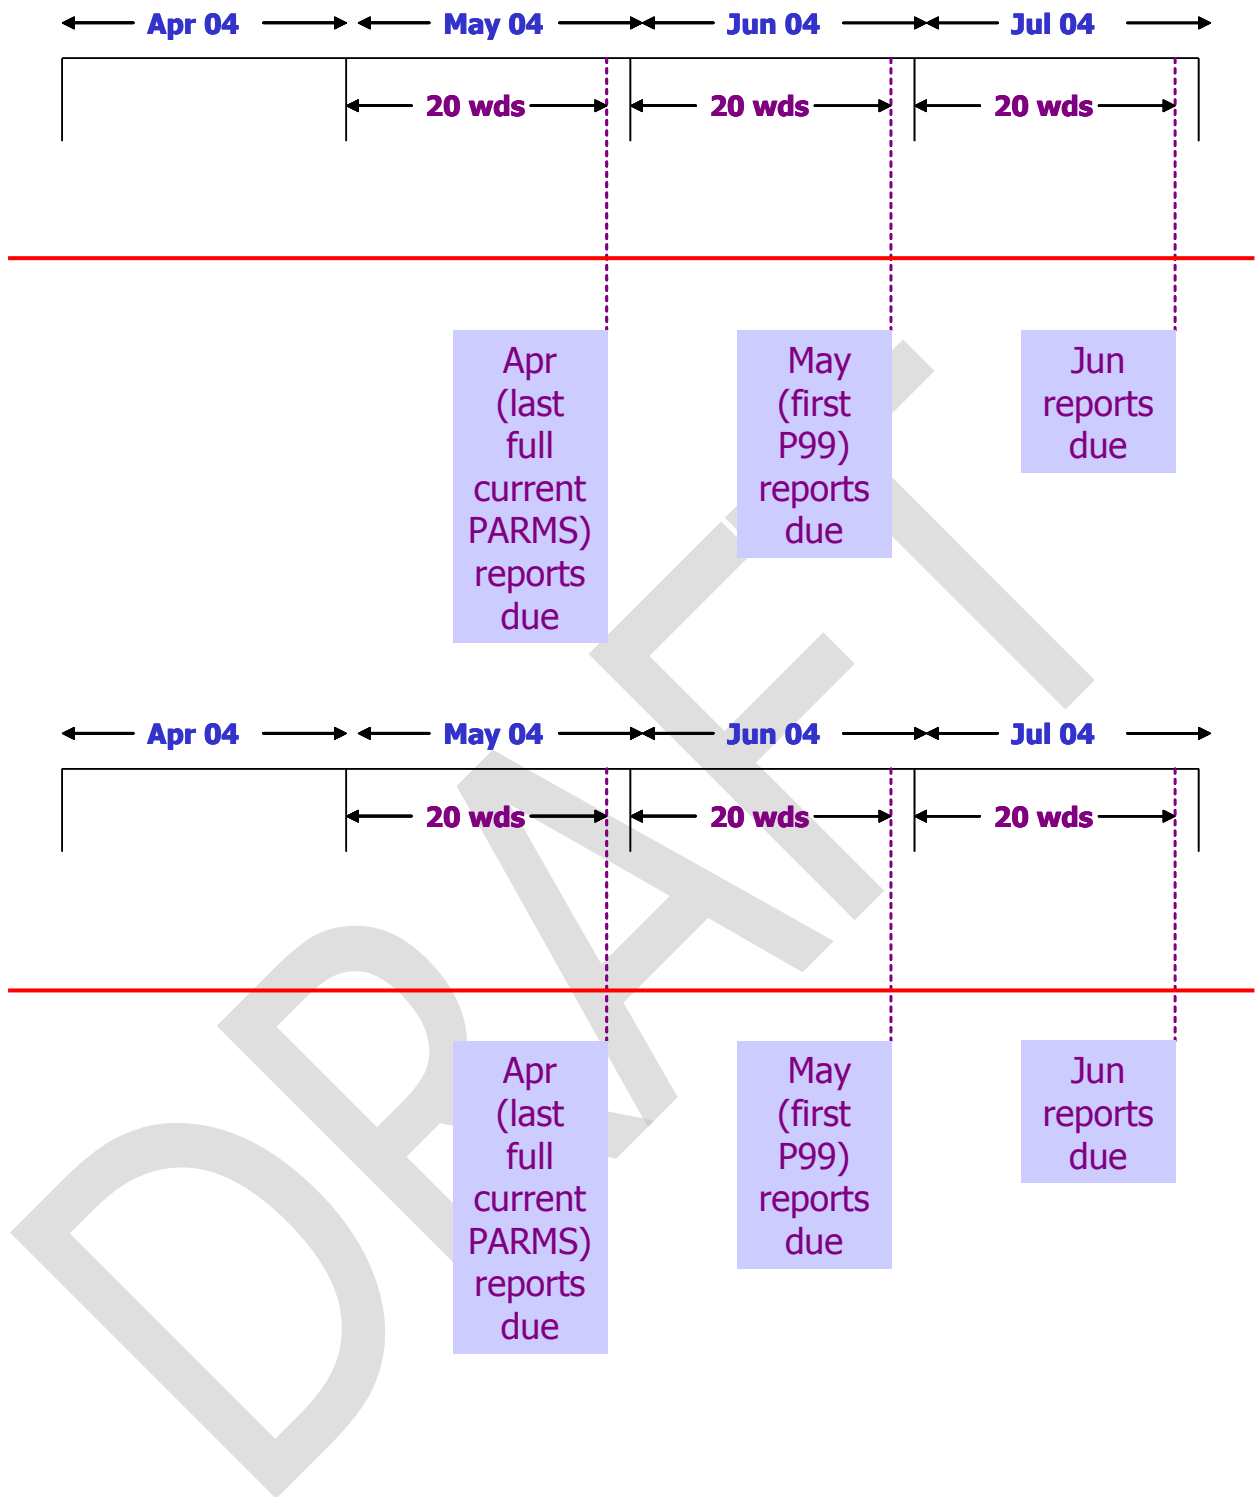 Apr 04 May 04 Jun 04 Jul 04
20 wds 20 wds 20 wds
Apr
(last
full
current
PARMS)
reports
due
May
(first
P99)
reports
due
Jun
reports
due
Apr 04 May 04 Jun 04 Jul 04
20 wds 20 wds 20 wds
Apr
(last
full
current
PARMS)
reports
due
May
(first
P99)
reports
due
Jun
reports
due
DRAFT